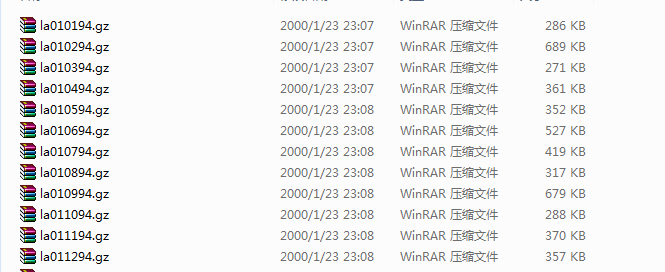 la010194.gz 2000/1/23 23:07 WinRAR 压缩文件 286 KB
la010294.gz 2000/1/23 23:07 WinRAR 压缩文件 689 KB
la010394.gz 2000/1/23 23:07 WinRAR 压缩文件 271 KB
la010494.gz 2000/1/23 23:07 WinRAR 压缩文件 361 KB
la010594.gz 2000/1/23 23:08 WinRAR 压缩文件 352 KB
la010694.gz 2000/1/23 23:08 WinRAR 压缩文件 527 KB
la010794.gz 2000/1/23 23:08 WinRAR 压缩文件 419 KB
la010894.gz 2000/1/23 23:08 WinRAR 压缩文件 317 KB
la010994.gz 2000/1/23 23:08 WinRAR 压缩文件 679 KB
la011094.gz 2000/1/23 23:08 WinRAR 压缩文件 288 KB
la011194.gz 2000/1/23 23:08 WinRAR 压缩文件 370 KB
la011294.gz 2000/1/23 23:08 WinRAR 压缩文件 357 KB